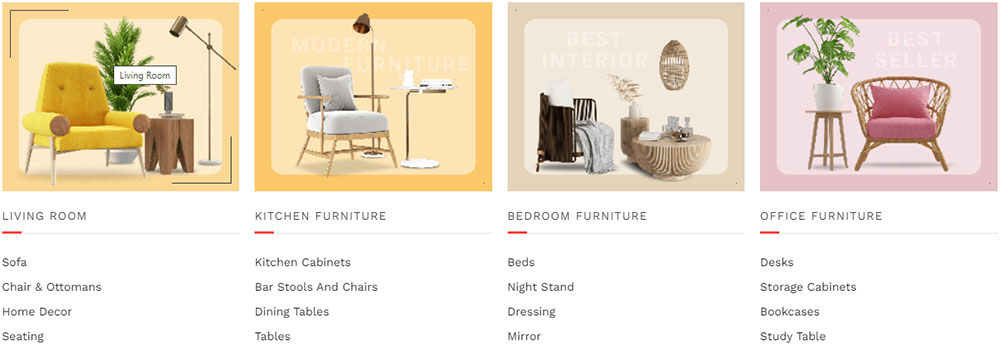 Living Room
MODERN
FURNITURE
BEST
INTERIOR
BEST
SELLER
LIVING ROOM
Sofa
Chair & Ottomans
Home Decor
Seating
KITCHEN FURNITURE
Kitchen Cabinets
Bar Stools And Chairs
Dining Tables
Tables
BEDROOM FURNITURE
Beds
Night Stand
Dressing
Mirror
OFFICE FURNITURE
Desks
Storage Cabinets
Bookcases
Study Table